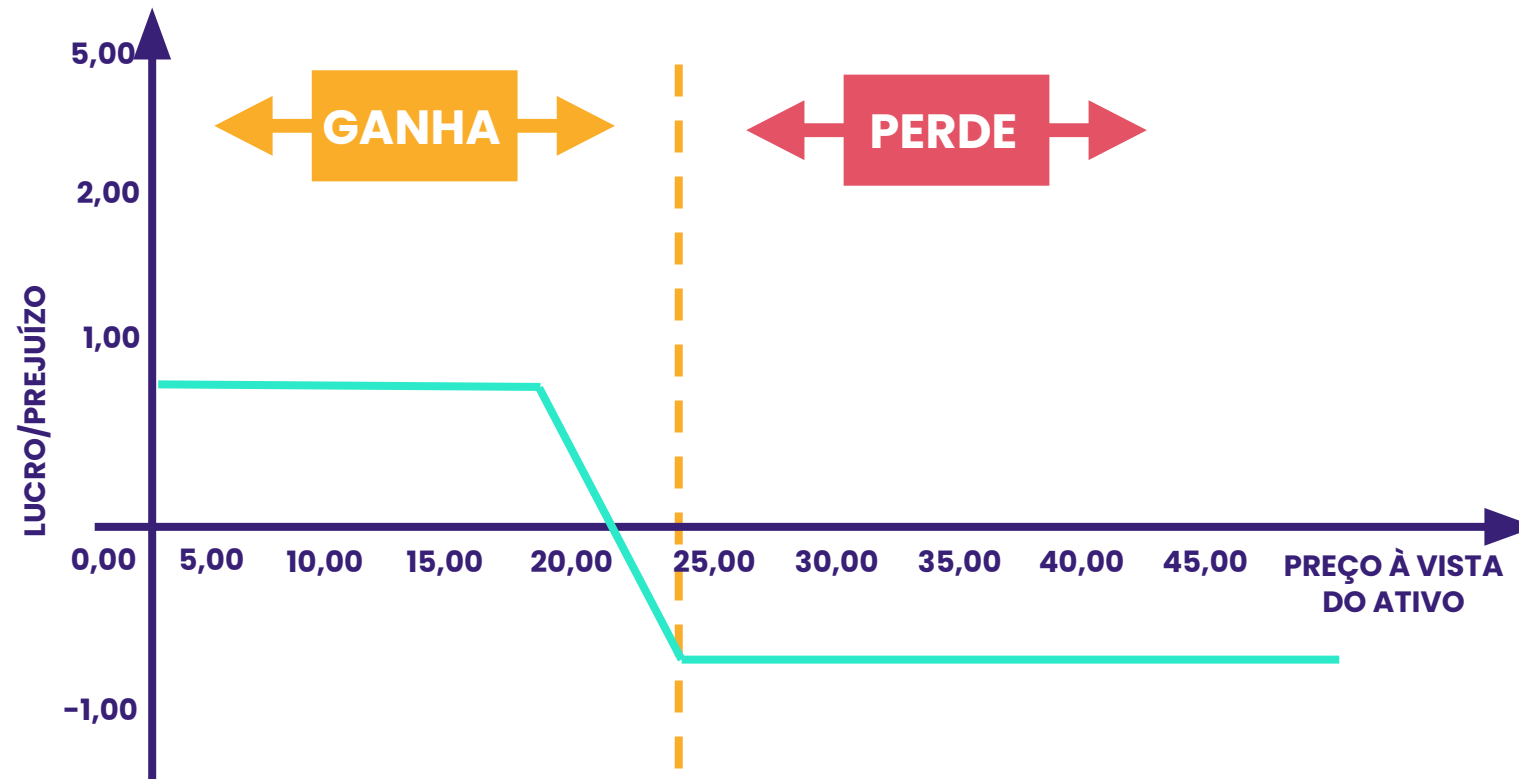 5,00
GANHA
PERDE
2,00
1,00
LUCRO/PREJUÍZO
0,00 5,00 10,00 15,00 20,00 25,00 30,00 35,00 40,00 45,00
PREÇO À VISTA
DO ATIVO
-1,00